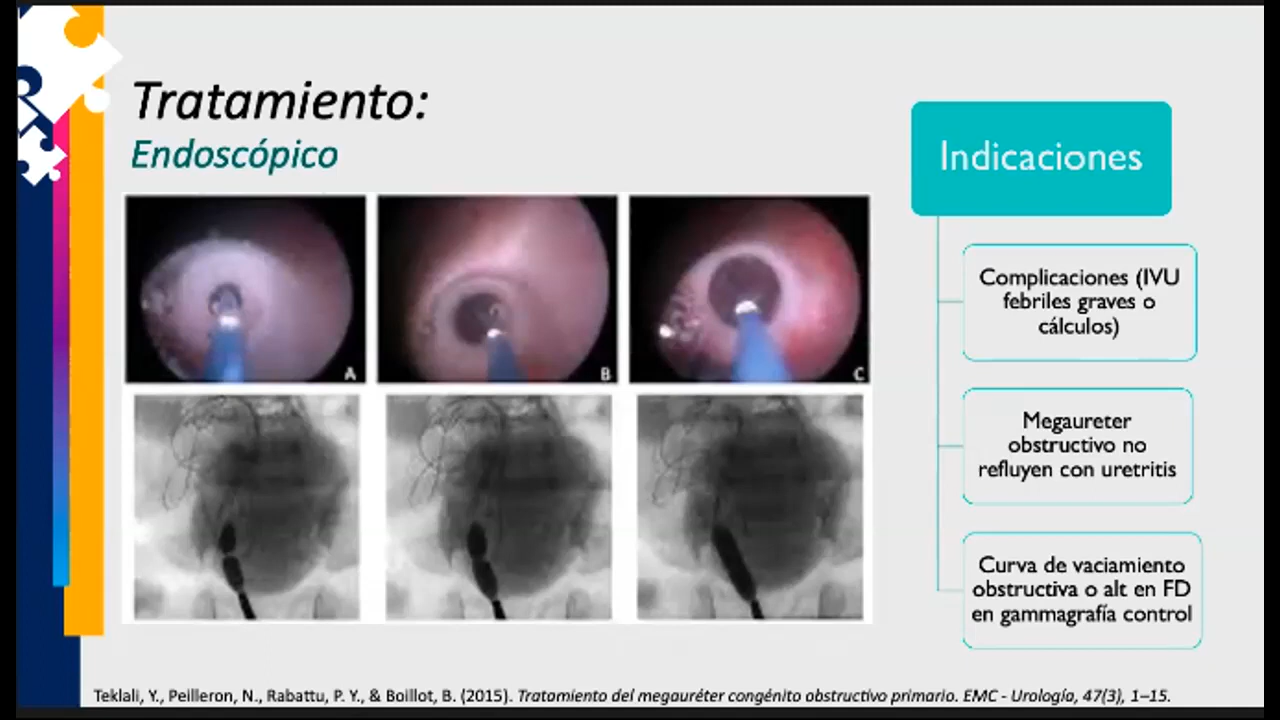 Tratamiento:
Endoscópico
A
B
C
Indicaciones
Complicaciones (IVU
febriles graves o
cálculos)
Megaureter
obstructivo no
refluyen con uretritis
Curva de vaciamiento
obstructiva o alt en FD
en gammagrafía control
Teklali, Y., Peilleron, N., Rabattu, P. Y., & Boillot, B. (2015). Tratamiento del megauréter congénito obstructivo primario. EMC - Urología, 47(3), 1–15.